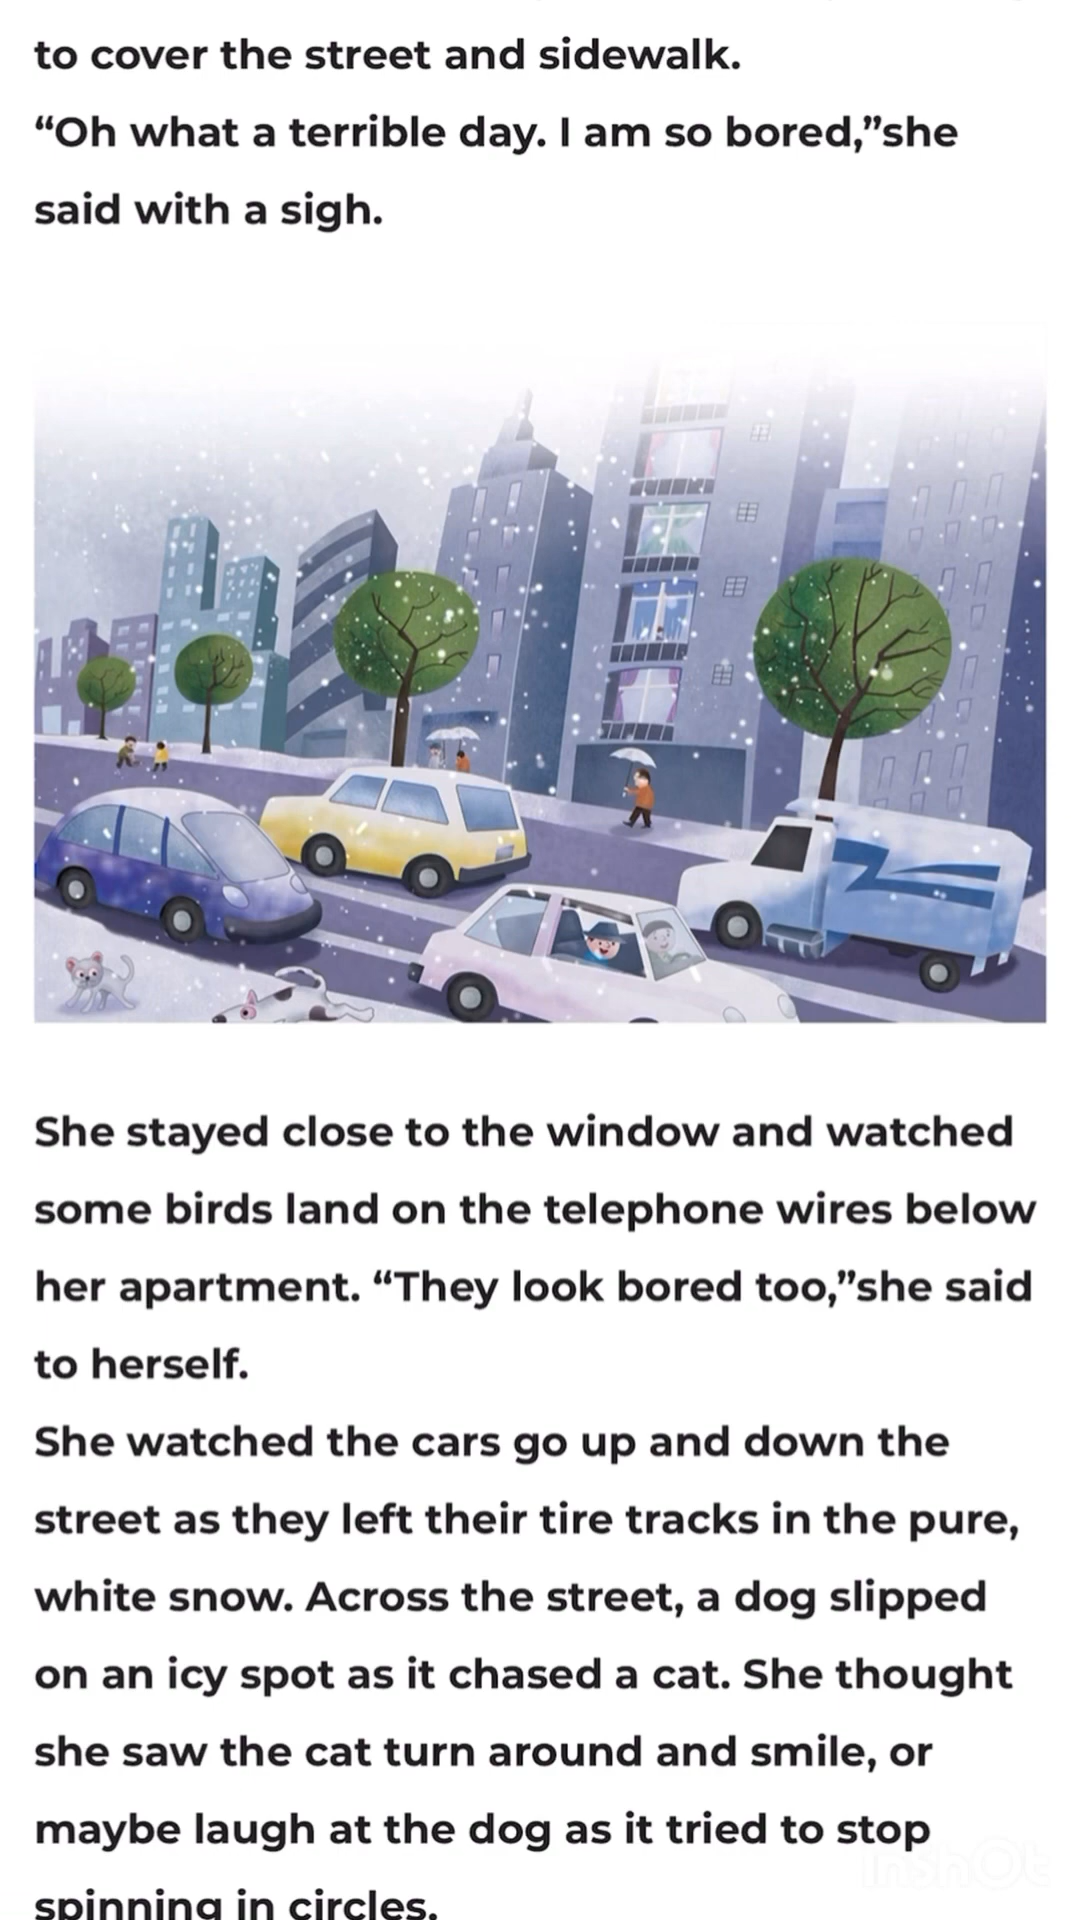 to cover the street and sidewalk.
“Oh what a terrible day. I am so bored,”she
said with a sigh.
She stayed close to the window and watched
some birds land on the telephone wires below
her apartment. “They look bored too,”she said
to herself.
She watched the cars go up and down the
street as they left their tire tracks in the pure,
white snow. Across the street, a dog slipped
on an icy spot as it chased a cat. She thought
she saw the cat turn around and smile, or
maybe laugh at the dog as it tried to stop
InShOt
spinning in circles.